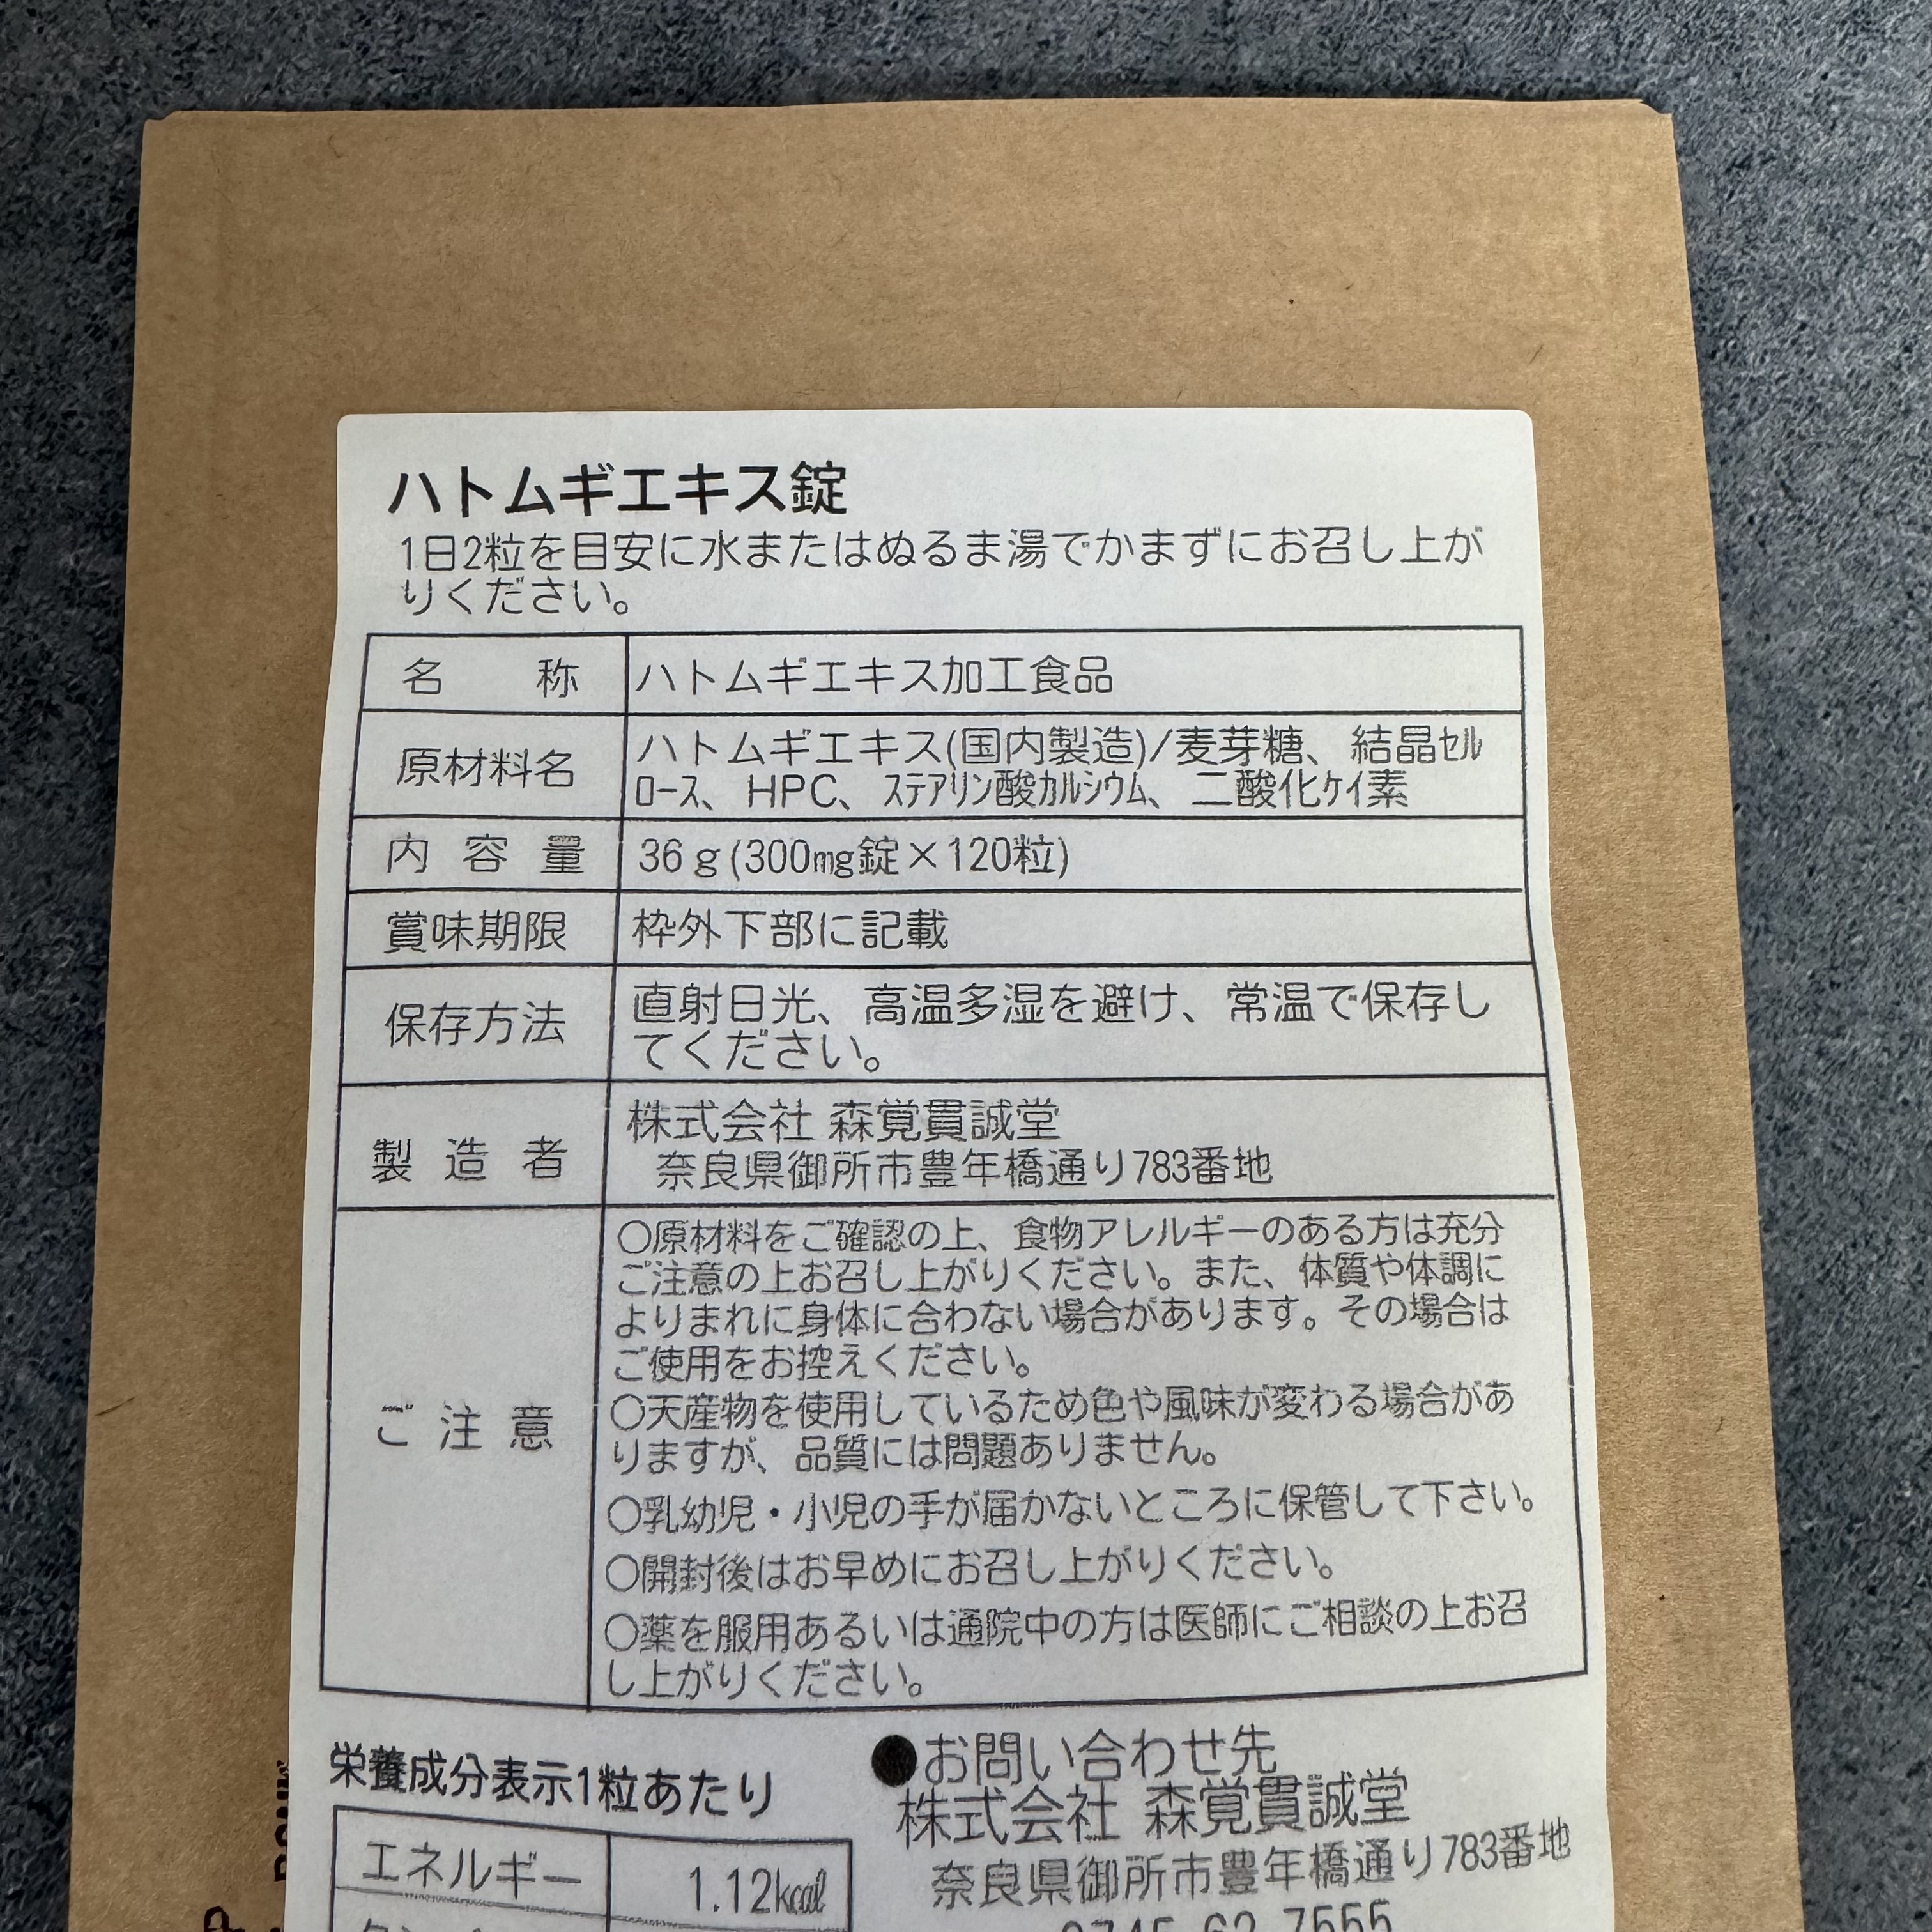 ハトムギエキス錠
1日2粒を目安に水またはぬるま湯でかまずにお召し上が
りください。
名称 ハトムギエキス加工食品
原材料名 ハトムギエキス(国内製造)/麦芽糖、結晶ｾﾙ
ﾛｰｽ、HPC、ｽﾃｱﾘﾝ酸ｶﾙｼｳﾑ、二酸化ｹｲ素
内容量 36g(300mg錠×120粒)
賞味期限 枠外下部に記載
保存方法 直射日光、高温多湿を避け、常温で保存し
てください。
製造者 株式会社 森覚貫誠堂
奈良県御所市豊年橋通り783番地
ご注意 〇原材料をご確認の上、食物アレルギーのある方は充分
ご注意の上お召し上がりください。また、体質や体調に
よりまれに身体に合わない場合があります。その場合は
ご使用をお控えください。
〇天産物を使用しているため色や風味が変わる場合があ
りますが、品質には問題ありません。
〇乳幼児・小児の手が届かないところに保管して下さい。
〇開封後はお早めにお召し上がりください。
〇薬を服用あるいは通院中の方は医師にご相談の上お召
し上がりください。
栄養成分表示1粒あたり
エネルギー 1.12kcal
●お問い合わせ先
株式会社 森覚貫誠堂
奈良県御所市豊年橋通り783番地
0745-62-7555